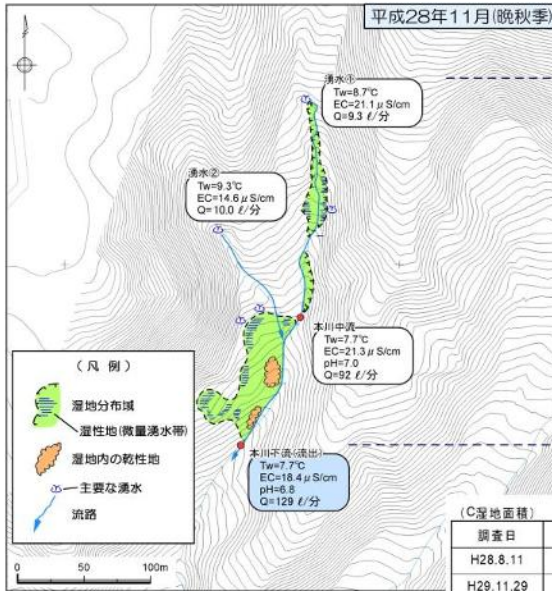 平成28年11月(晩秋季)
湧水①
Tw=8.7℃
EC=21.1μS/cm
Q=9.3 ℓ/分
湧水②
Tw=9.3℃
EC=14.6μS/cm
Q=10.0 ℓ/分
本川中流
Tw=7.7℃
EC=21.3μS/cm
pH=7.0
Q=92 ℓ/分
(凡 例)
湿地分布域
湿性地(微量湧水帯)
湿地内の乾性地
主要な湧水
流路
本川下流(流出)
Tw=7.7℃
EC=18.4μS/cm
pH=6.8
Q=129 ℓ/分
0 50 100m
(C湿地面積)
調査日
H28.8.11
H29.11.29